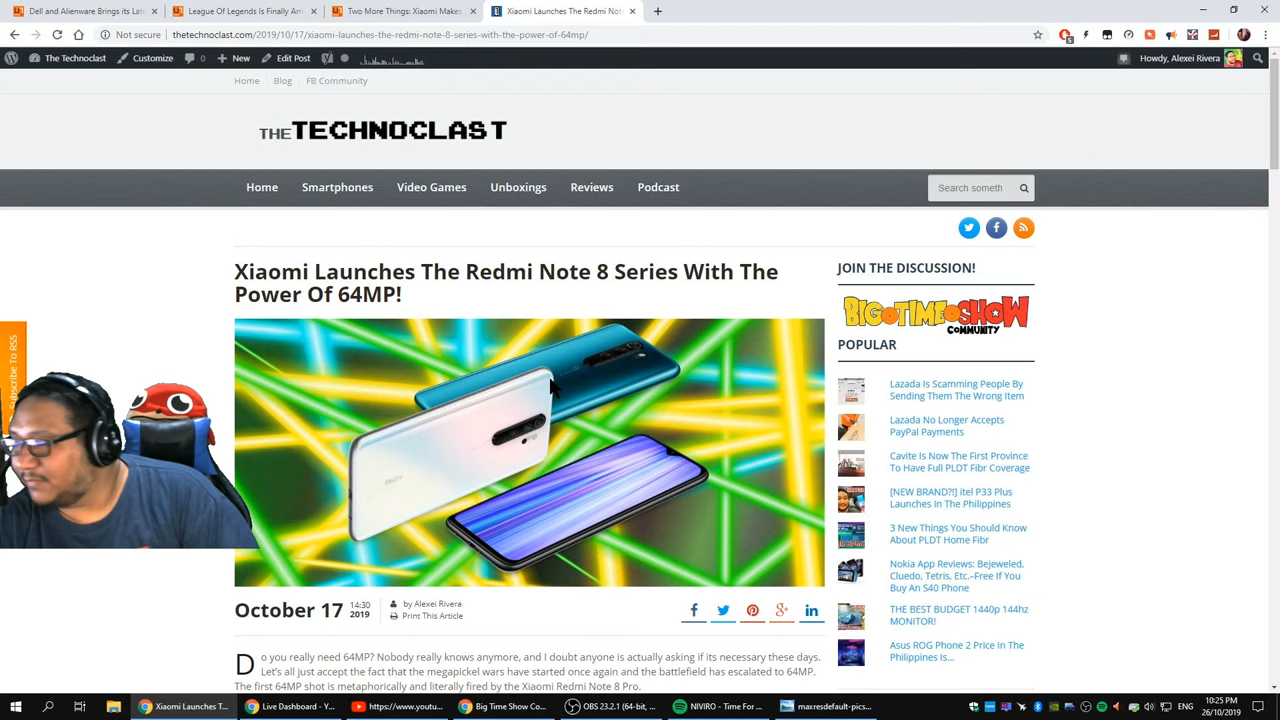 Dell and Alienware Brings its Late
League Of Legends Is Finally Arri
Two More Things: Xiaomi Makes
Xiaomi Launches The Redmi Note
Not secure
thetechnoclast.com/2019/10/17/xiaomi-launches-the-redmi-note-8-series-with-the-power-of-64mp/
5
The Technoclast
Customize
0
New
Edit Post
Howdy, Alexei Rivera
Home
Blog
FB Community
THETECHNOCLAST
Home
Smartphones
Video Games
Unboxings
Reviews
Podcast
Search someth
Xiaomi Launches The Redmi Note 8 Series With The
Power Of 64MP!
Subscribe To RSS
Redmi
October 17
14:30
2019
by Alexei Rivera
Print This Article
Do you really need 64MP? Nobody really knows anymore, and I doubt anyone is actually asking if its necessary these days.
Let's all just accept the fact that the megapickel wars have started once again and the battlefield has escalated to 64MP.
The first 64MP shot is metaphorically and literally fired by the Xiaomi Redmi Note 8 Pro.
JOIN THE DISCUSSION!
BIG TIME SHOW
COMMUNITY
POPULAR
Lazada Is Scamming People By
Sending Them The Wrong Item
Lazada No Longer Accepts
PayPal Payments
Cavite Is Now The First Province
To Have Full PLDT Fibr Coverage
[NEW BRAND?!] itel P33 Plus
Launches In The Philippines
3 New Things You Should Know
About PLDT Home Fibr
Nokia App Reviews: Bejeweled,
Cluedo, Tetris, Etc.–Free If You
Buy An S40 Phone
THE BEST BUDGET 1440p 144hz
MONITOR!
Asus ROG Phone 2 Price In The
Philippines Is…
Xiaomi Launches T...
Live Dashboard - Y...
https://www.youtu...
Big Time Show Co...
OBS 23.2.1 (64-bit, ...
NIVIRO - Time For ...
maxresdefault-pics...
ENG
10:25 PM
26/10/2019